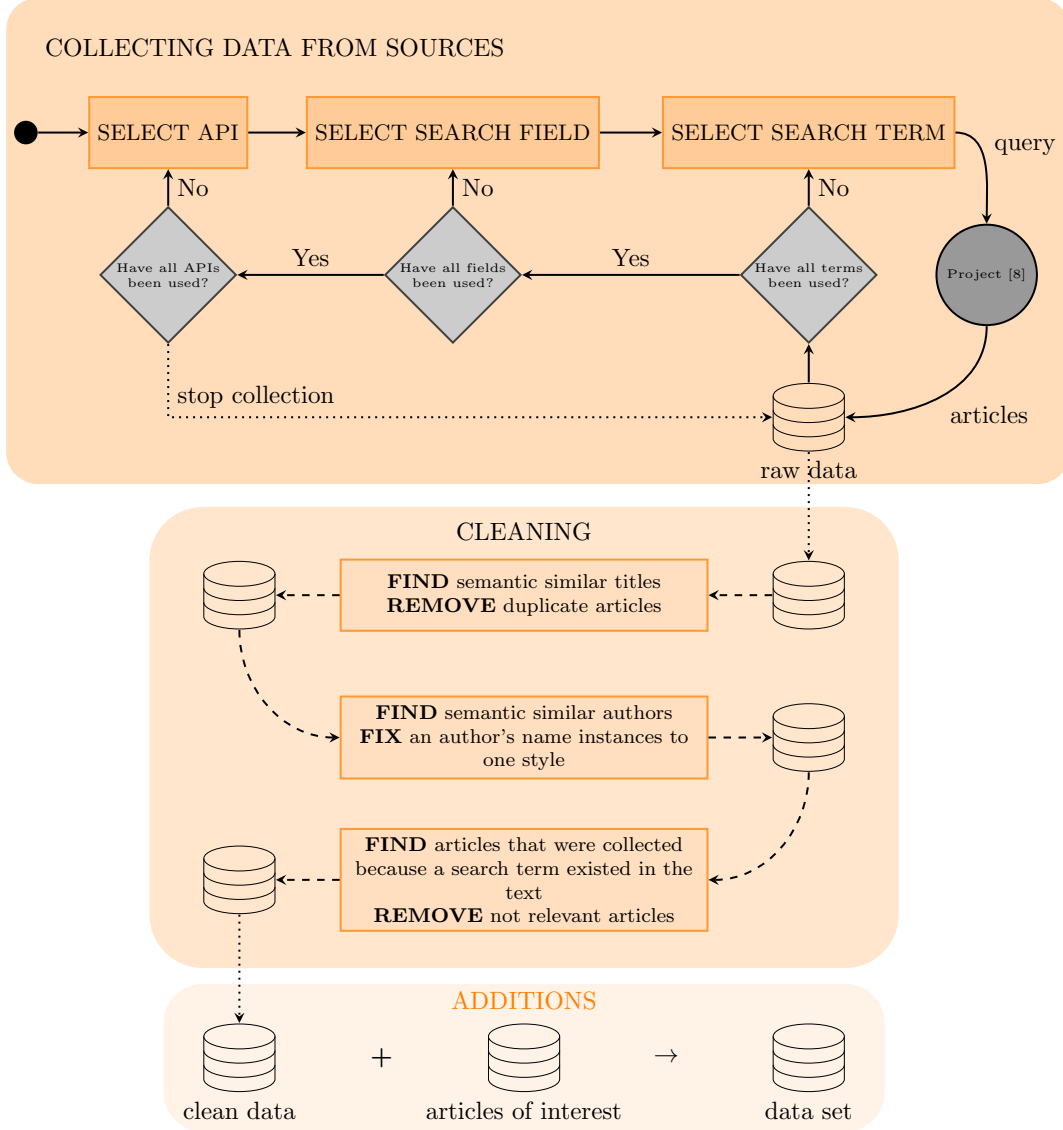 COLLECTING DATA FROM SOURCES
SELECT API
SELECT SEARCH FIELD
SELECT SEARCH TERM
query
No
No
No
Have all APIs
been used?
Yes
Have all fields
been used?
Yes
Have all terms
been used?
Project [8]
stop collection
articles
raw data
CLEANING
FIND semantic similar titles
REMOVE duplicate articles
FIND semantic similar authors
FIX an author's name instances to
one style
FIND articles that were collected
because a search term existed in the
text
REMOVE not relevant articles
ADDITIONS
+
→
clean data
articles of interest
data set